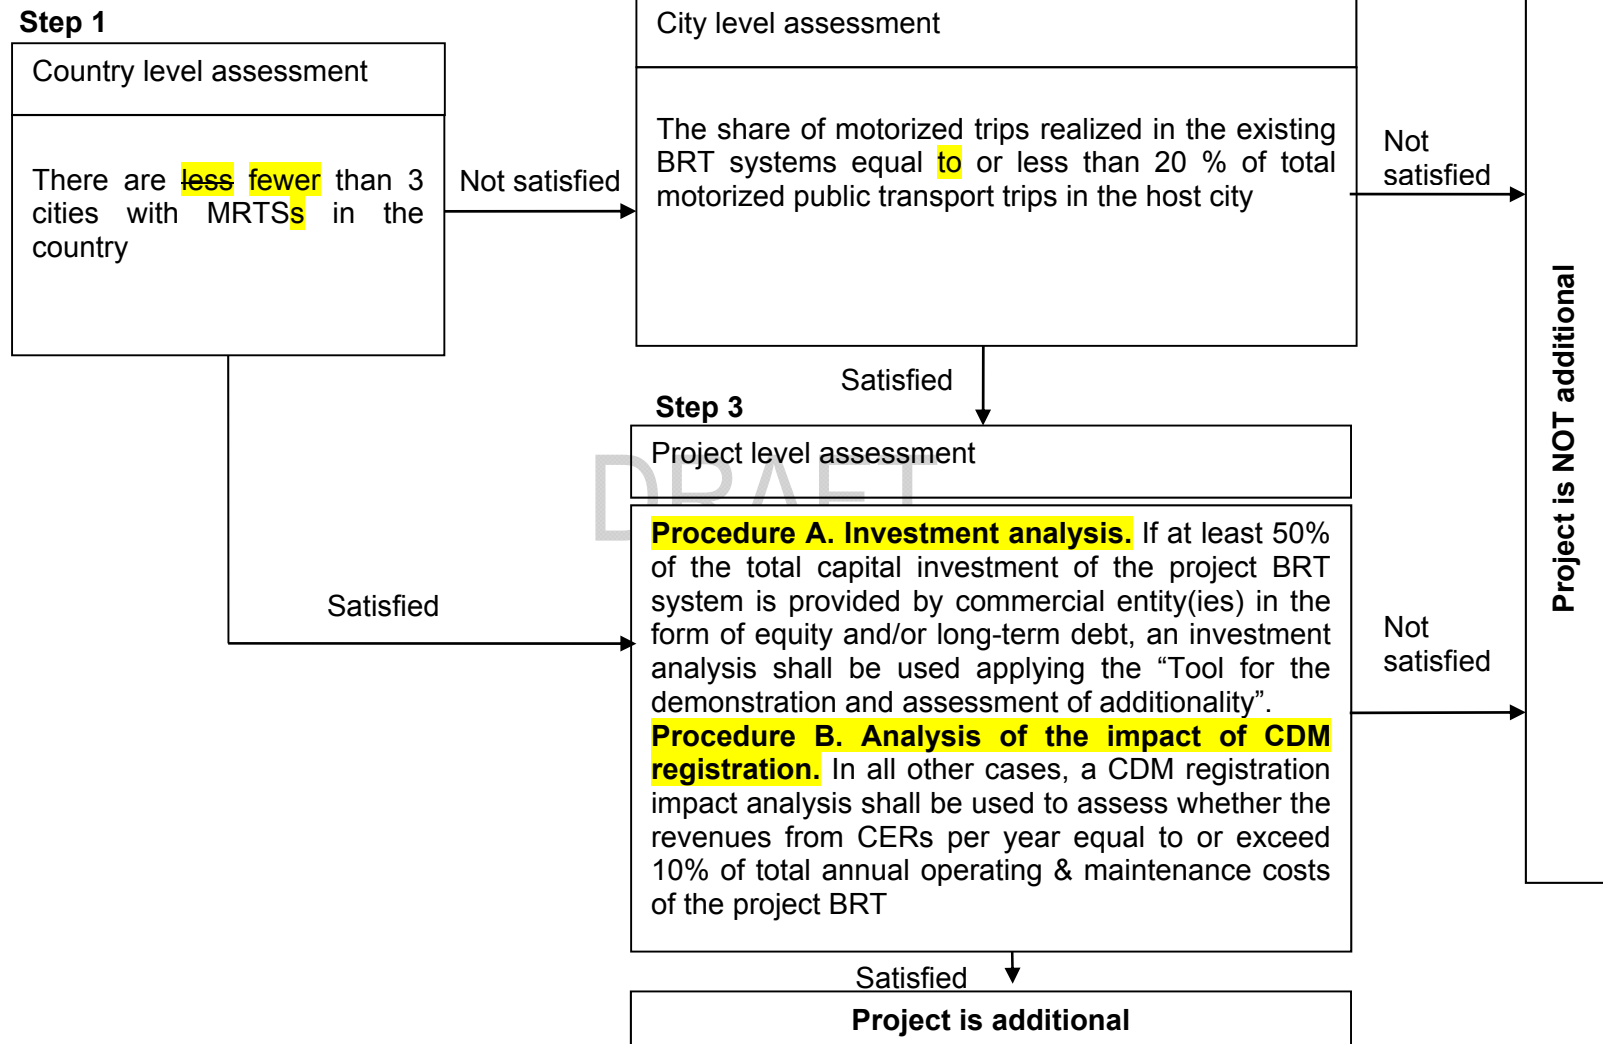 Step 1
Country level assessment
There are less fewer than 3
cities with MRTSs in the
country
Not satisfied
City level assessment
The share of motorized trips realized in the existing
BRT systems equal to or less than 20 % of total
motorized public transport trips in the host city
Not
satisfied
Satisfied
Step 3
Project level assessment
DRAFT
Satisfied
Procedure A. Investment analysis. If at least 50%
of the total capital investment of the project BRT
system is provided by commercial entity(ies) in the
form of equity and/or long-term debt, an investment
analysis shall be used applying the “Tool for the
demonstration and assessment of additionality”.
Procedure B. Analysis of the impact of CDM
registration. In all other cases, a CDM registration
impact analysis shall be used to assess whether the
revenues from CERs per year equal to or exceed
10% of total annual operating & maintenance costs
of the project BRT
Not
satisfied
Satisfied
Project is additional
Project is NOT additional